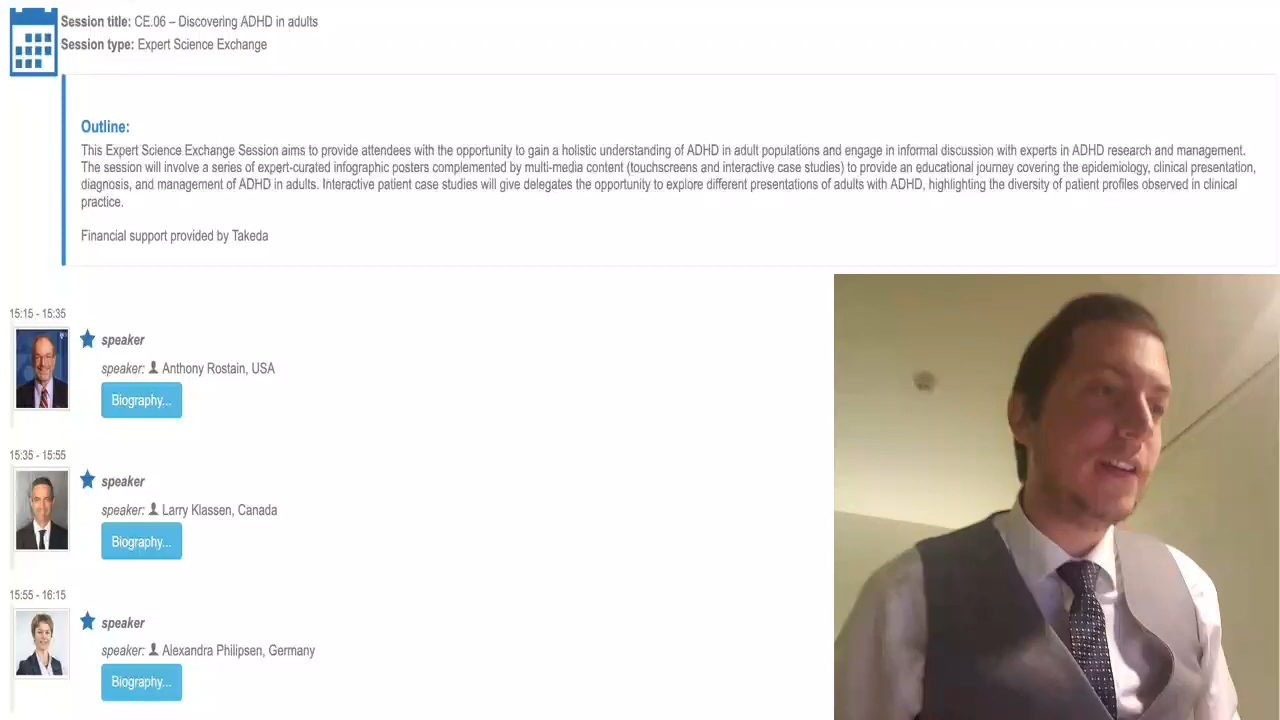 Session title: CE.06 – Discovering ADHD in adults
Session type: Expert Science Exchange
Outline:
This Expert Science Exchange Session aims to provide attendees with the opportunity to gain a holistic understanding of ADHD in adult populations and engage in informal discussion with experts in ADHD research and management.
The session will involve a series of expert-curated infographic posters complemented by multi-media content (touchscreens and interactive case studies) to provide an educational journey covering the epidemiology, clinical presentation,
diagnosis, and management of ADHD in adults. Interactive patient case studies will give delegates the opportunity to explore different presentations of adults with ADHD, highlighting the diversity of patient profiles observed in clinical
practice.
Financial support provided by Takeda
15:15 - 15:35
speaker
speaker: Anthony Rostain, USA
Biography...
15:35 - 15:55
speaker
speaker: Larry Klassen, Canada
Biography...
15:55 - 16:15
speaker
speaker: Alexandra Philipsen, Germany
Biography...